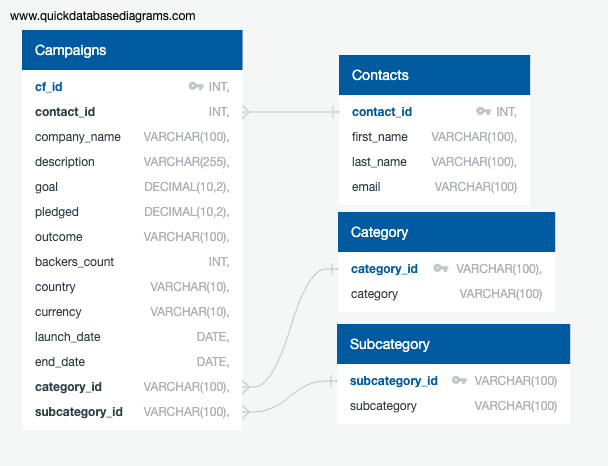 www.quickdatabasediagrams.com
Campaigns
cf_id INT,
contact_id INT,
company_name VARCHAR(100),
description VARCHAR(255),
goal DECIMAL(10,2),
pledged DECIMAL(10,2),
outcome VARCHAR(100),
backers_count INT,
country VARCHAR(10),
currency VARCHAR(10),
launch_date DATE,
end_date DATE,
category_id VARCHAR(100),
subcategory_id VARCHAR(100),
Contacts
contact_id INT,
first_name VARCHAR(100),
last_name VARCHAR(100),
email VARCHAR(100)
Category
category_id VARCHAR(100),
category VARCHAR(100)
Subcategory
subcategory_id VARCHAR(100)
subcategory VARCHAR(100)